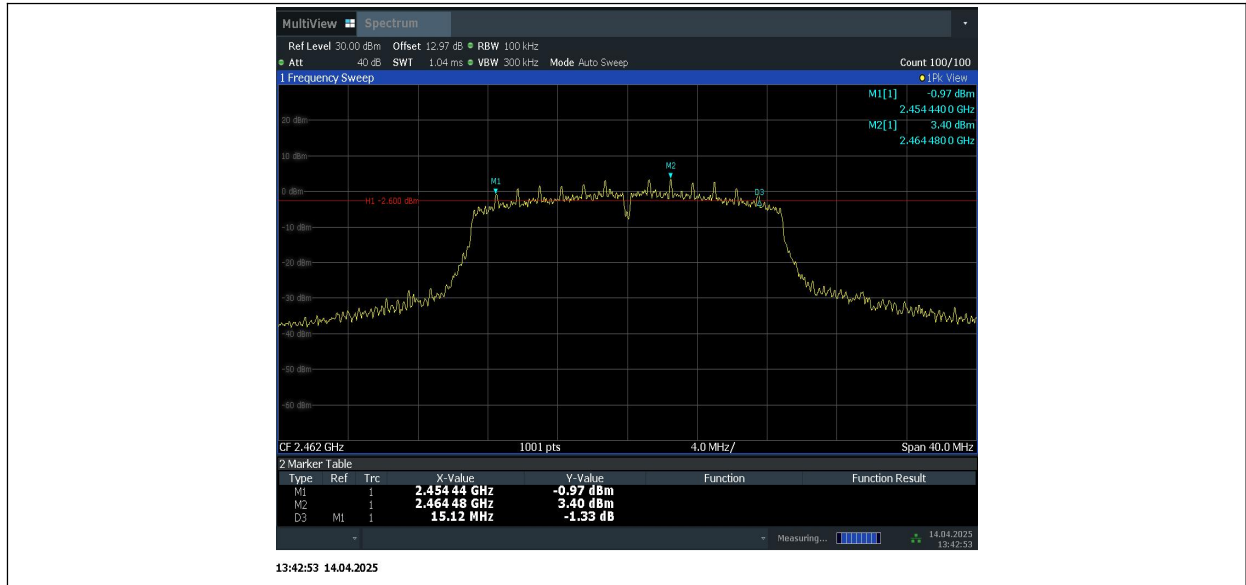 MultiView Spectrum
Ref Level 30.00 dBm Offset 12.97 dB RBW 100 kHz
Att 40 dB SWT 1.04 ms VBW 300 kHz Mode Auto Sweep Count 100/100
1 Frequency Sweep 1Pk View
M1[1] -0.97 dBm
2.454 440 0 GHz
20 dBm
M2[1] 3.40 dBm
2.464 480 0 GHz
10 dBm
M2
M1
0 dBm
D3
H1 -2.600 dBm
-10 dBm
-20 dBm
-30 dBm
-40 dBm
-50 dBm
-60 dBm
CF 2.462 GHz 1001 pts 4.0 MHz/ Span 40.0 MHz
2 Marker Table
Type Ref Trc X-Value Y-Value Function Function Result
M1 1 2.454 44 GHz -0.97 dBm
M2 1 2.464 48 GHz 3.40 dBm
D3 M1 1 15.12 MHz -1.33 dB
Measuring... 14.04.2025
13:42:53
13:42:53 14.04.2025